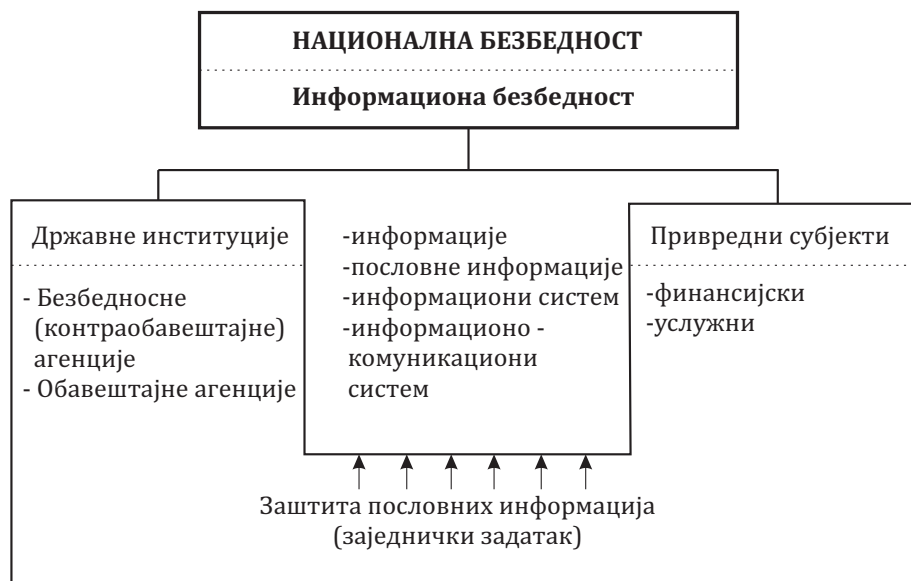 НАЦИОНАЛНА БЕЗБЕДНОСТ
Информациона безбедност
Државне институције
- Безбедносне
(контраобавештајне)
агенције
- Обавештајне агенције
-информације
-пословне информације
-информациони систем
-информационо -
комуникациони
систем
Привредни субјекти
-финансијски
-услужни
Заштита пословних информација
(заједнички задатак)